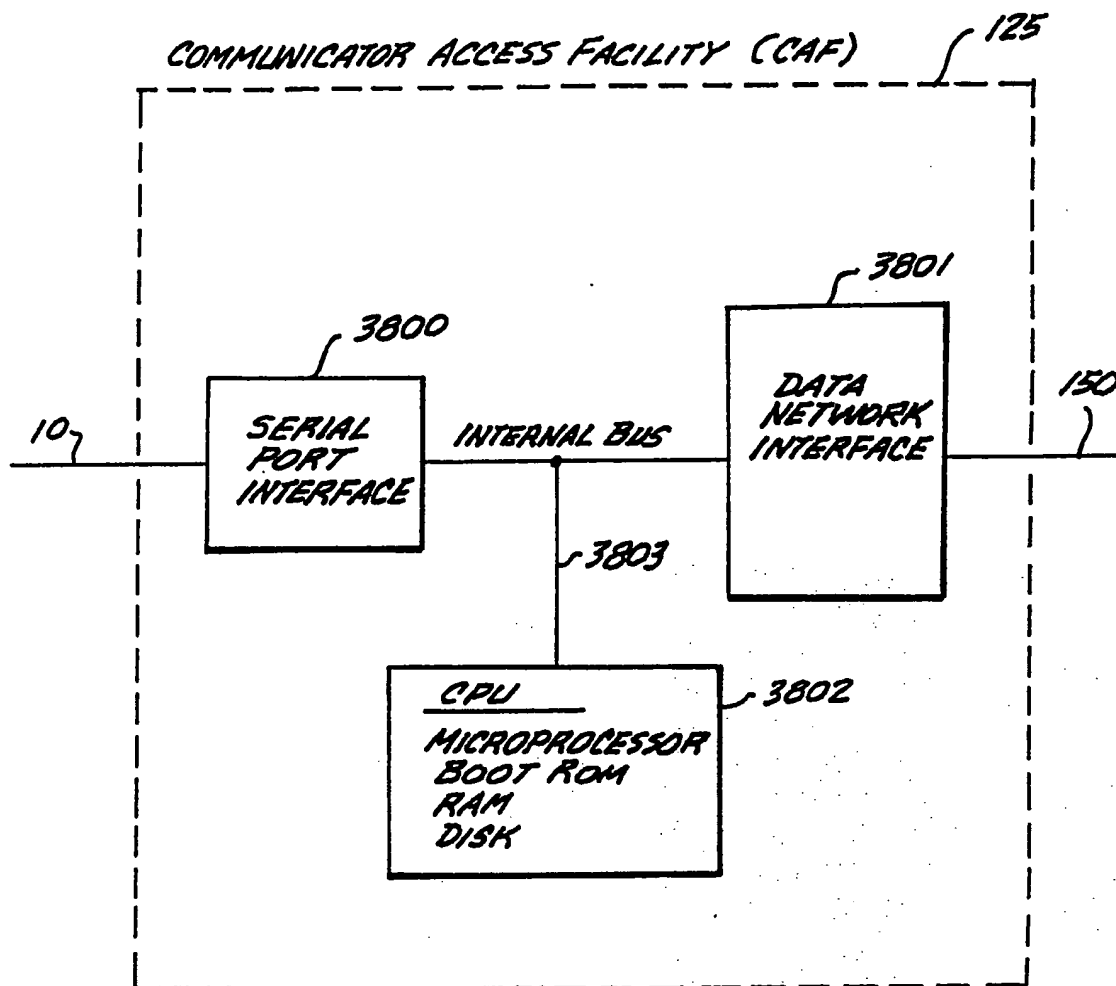 COMMUNICATOR ACCESS FACILITY (CAF)
125
3801
3800
DATA
NETWORK
INTERFACE
150
10
SERIAL
PORT
INTERFACE
INTERNAL BUS
3803
CPU
3802
MICROPROCESSOR
BOOT ROM
RAM
DISK